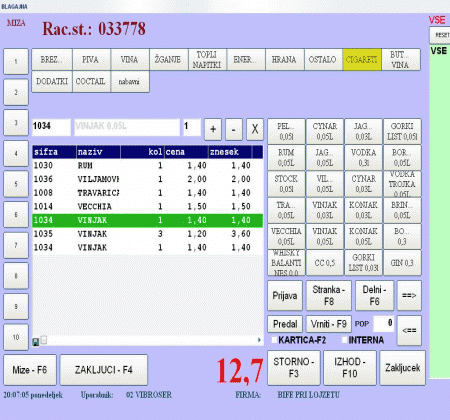 BLAGAJNA
MIZA
Rac.st.: 033778
VSE
RESET
VSE
1
2
3
4
5
6
7
8
9
10
BREZ...
PIVA
VINA
ŽGANJE
TOPLI NAPITKI
ENER...
HRANA
OSTALO
CIGARETI
BUT... VINA
DODATKI
COCTAIL
nabavni
1034
VINJAK 0,05L
1
+
-
X
sifra naziv kol cena znesek
1030 RUM 1 1,40 1,40
1036 VILJAMOVH 1 2,00 2,00
1008 TRAVARICA 1 1,40 1,40
1014 VECCHIA 1 1,50 1,50
1034 VINJAK 1 1,40 1,40
1035 VINJAK 3 1,20 3,60
1034 VINJAK 1 1,40 1,40
PEL... 0,05l
CYNAR 0,05L
JAG... 0,03L
GORKI LIST 0,05l
RUM 0,05L
JAG... 0,05L
VODKA 0,3l
BOR... 0,05L
STOCK 0,05l
VIL... 0,05L
CYNAR 0,03L
VODKA TROJKA 0,05L
TRA... 0,05L
VINJAK 0,03L
KONJAK 0,03L
BRIN... 0,05L
VECCHIA 0,05L
VINJAK 0,05L
KONJAK 0,05L
BO... 0,3
WHISKY BALANTINES 0,0
CC 0,5
GORKI LIST 0,03l
GIN 0,3
Prijava
Stranka - F8
Delni - F6
==>
Predal
Vrniti - F9
POP
0
<==
KARTICA-F2
INTERNA
Mize - F6
ZAKLJUCI - F4
12,7
STORNO - F3
IZHOD - F10
Zakljucek
20:07:05 ponedeljek
Uporabnik: 02 VIBROSER
FIRMA: BIFE PRI LOJZETU